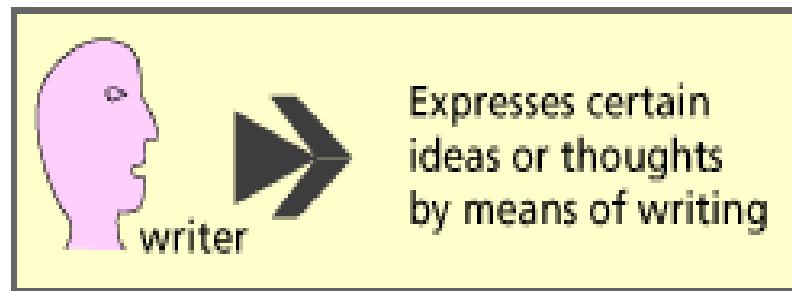 writer
Expresses certain
ideas or thoughts
by means of writing